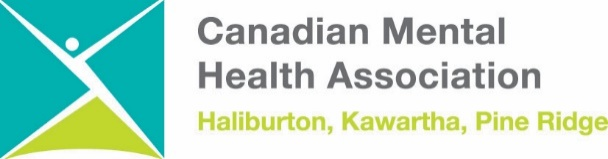 Canadian Mental
Health Association
Haliburton, Kawartha, Pine Ridge